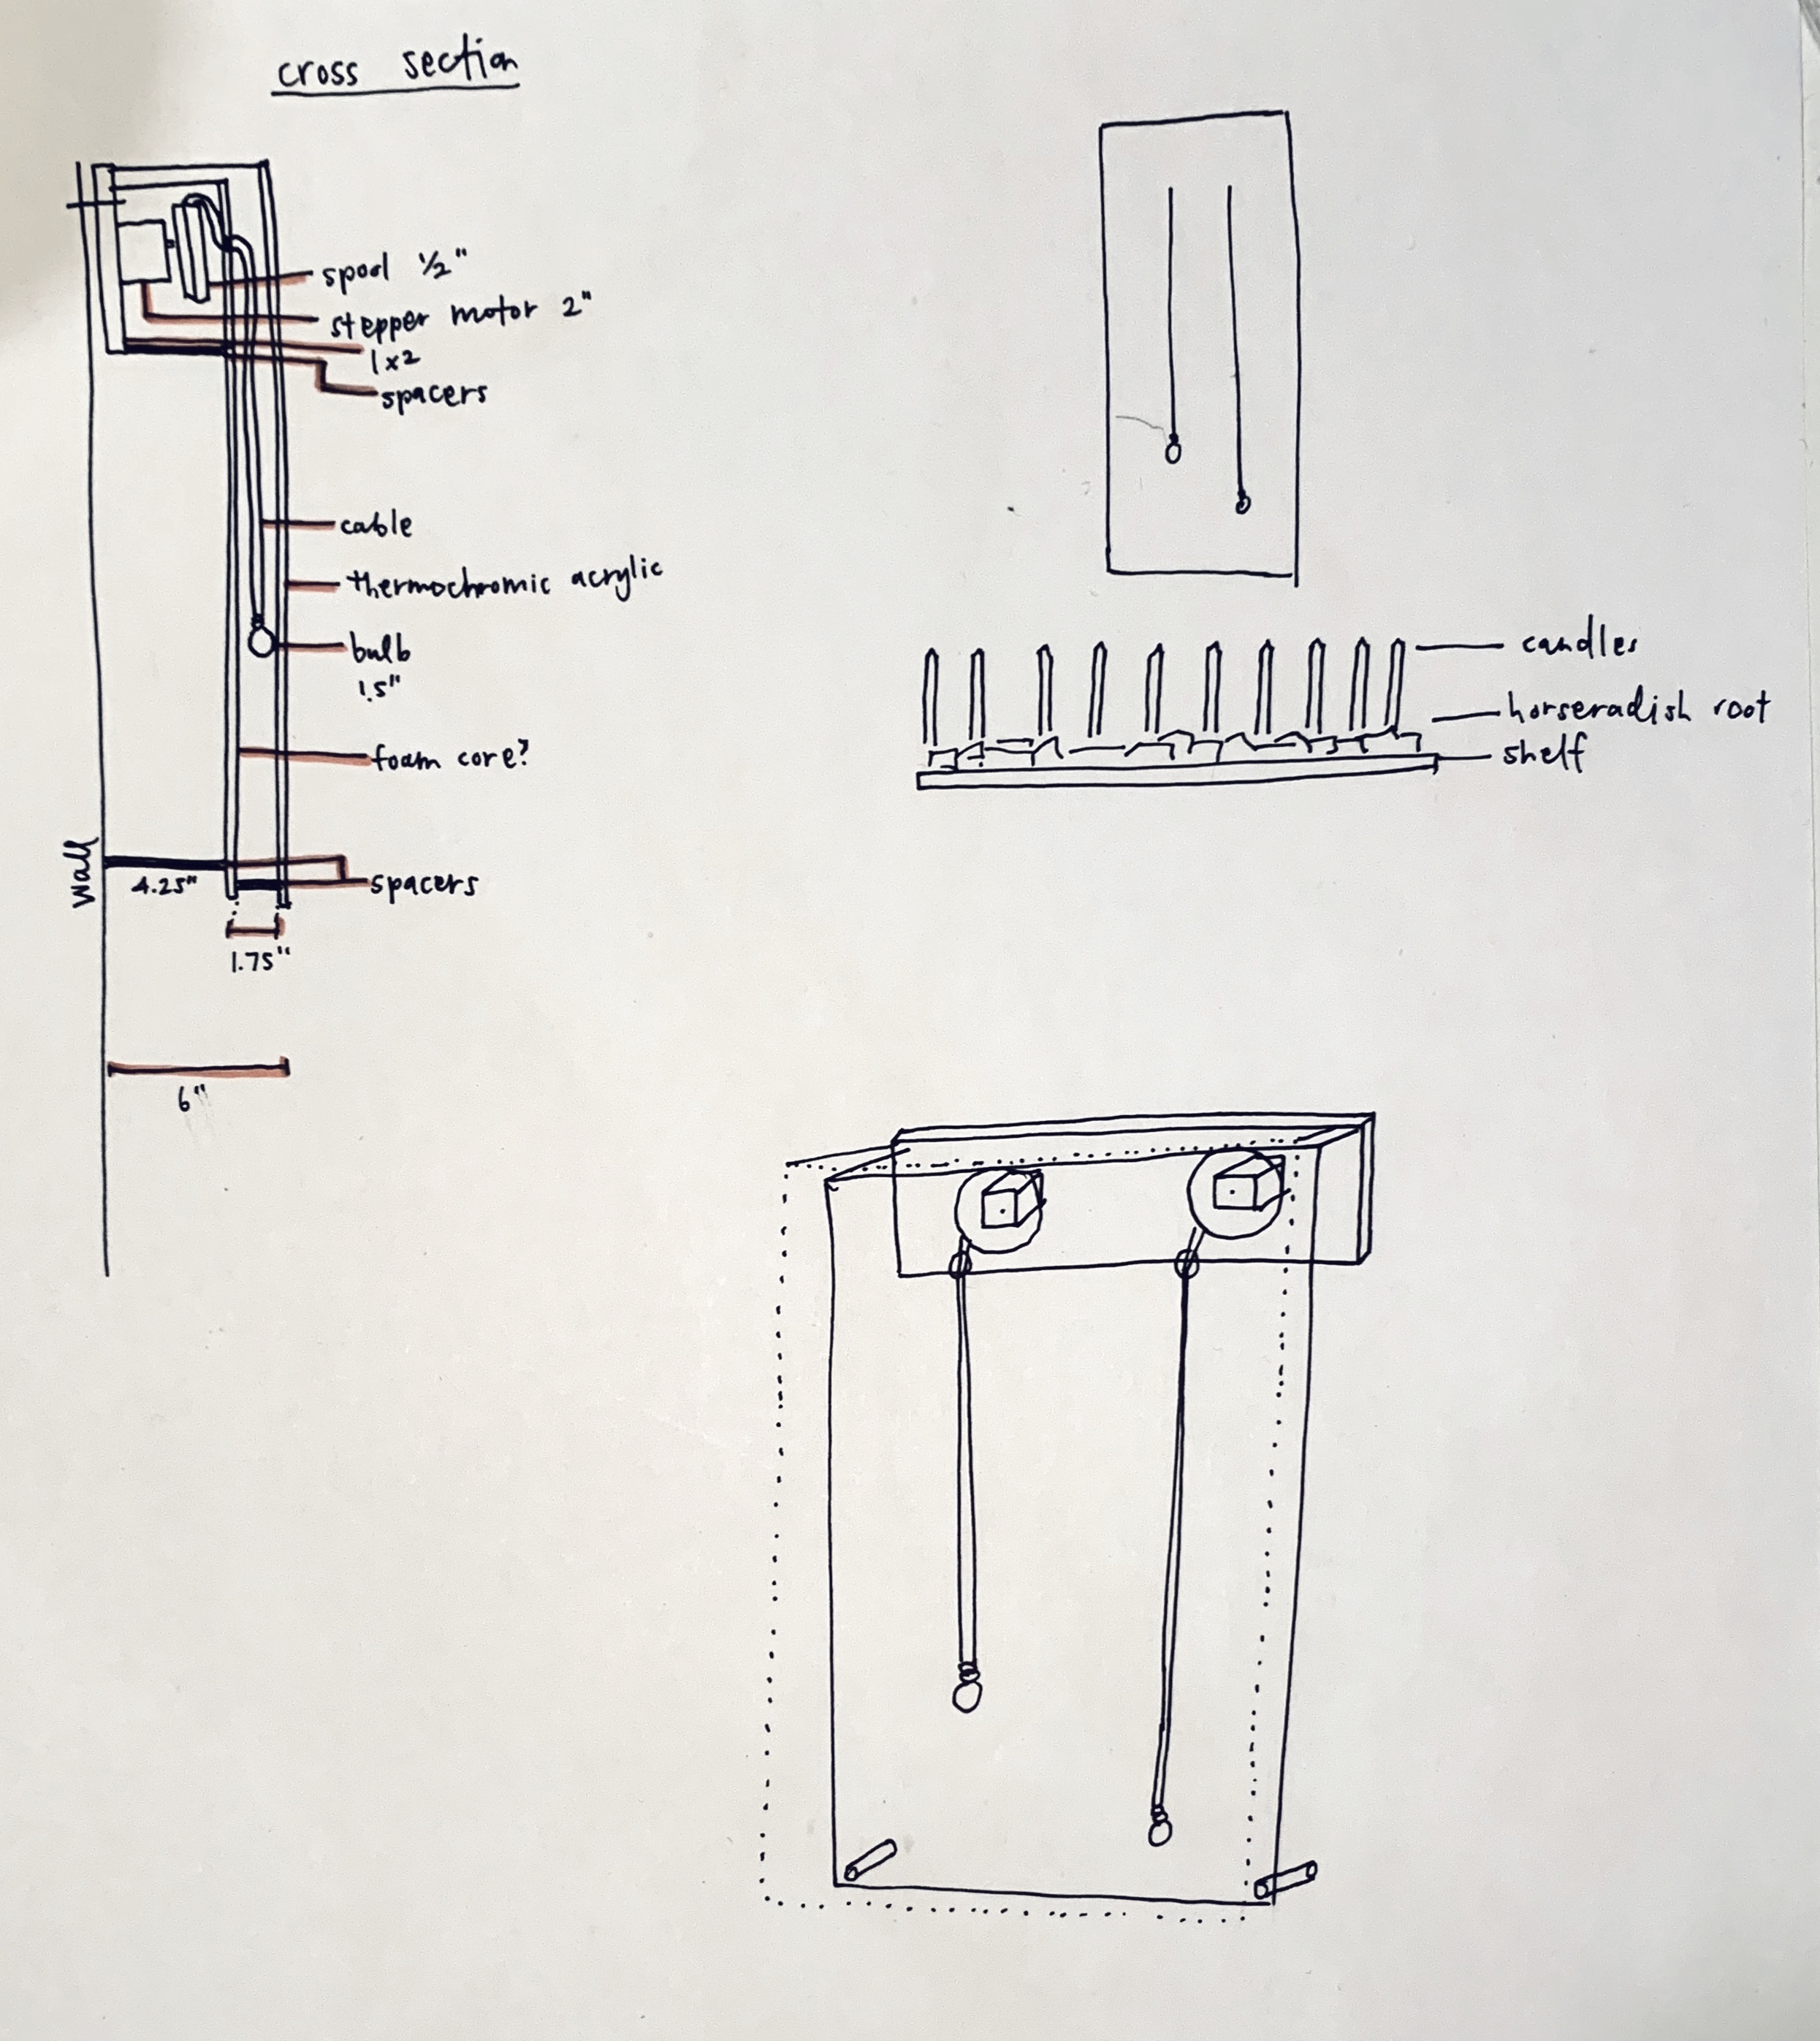 cross section
spool 1/2"
stepper motor 2"
1x2
spacers
cable
thermochromic acrylic
bulb
1.5"
foam core?
wall
4.25"
spacers
1.75"
6"
candles
horseradish root
shelf